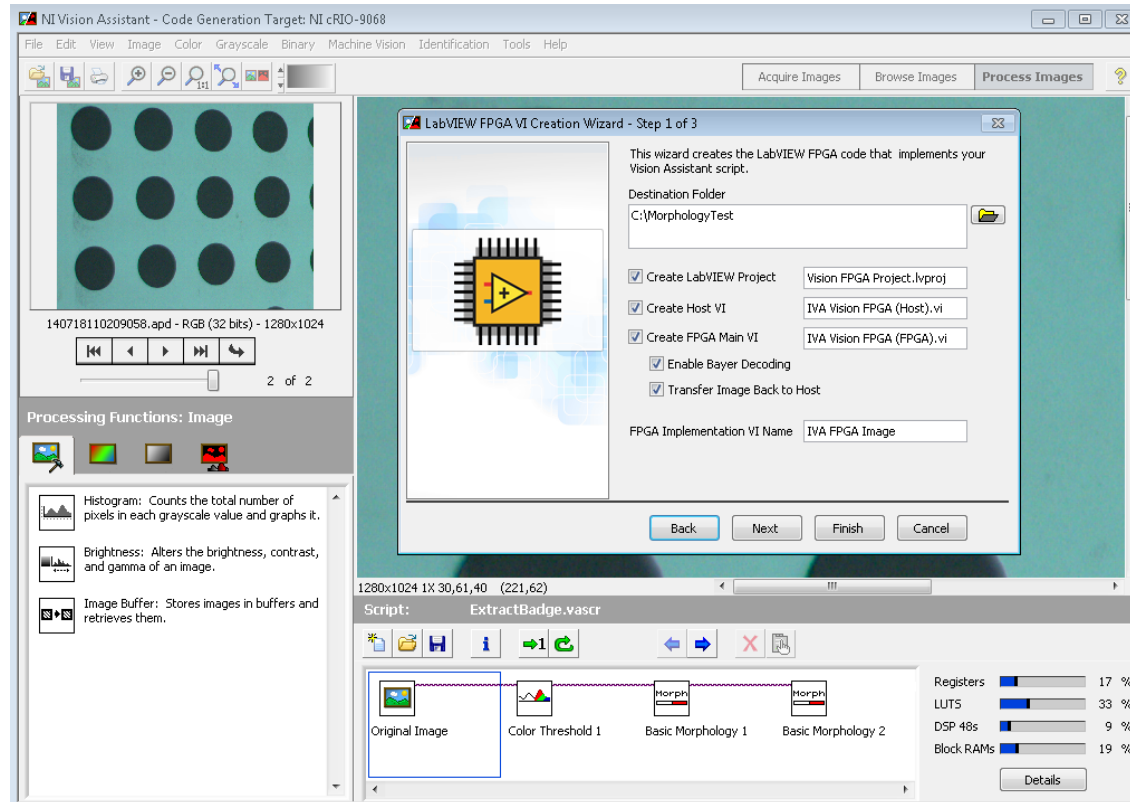 NI Vision Assistant - Code Generation Target: NI cRIO-9068
File Edit View Image Color Grayscale Binary Machine Vision Identification Tools Help
1:1
Acquire Images Browse Images Process Images
?
140718110209058.apd - RGB (32 bits) - 1280x1024
2 of 2
Processing Functions: Image
Histogram: Counts the total number of
pixels in each grayscale value and graphs it.
Brightness: Alters the brightness, contrast,
and gamma of an image.
Image Buffer: Stores images in buffers and
retrieves them.
LabVIEW FPGA VI Creation Wizard - Step 1 of 3
This wizard creates the LabVIEW FPGA code that implements your
Vision Assistant script.
Destination Folder
C:\MorphologyTest
Create LabVIEW Project Vision FPGA Project.lvproj
Create Host VI IVA Vision FPGA (Host).vi
Create FPGA Main VI IVA Vision FPGA (FPGA).vi
Enable Bayer Decoding
Transfer Image Back to Host
FPGA Implementation VI Name IVA FPGA Image
Back Next Finish Cancel
1280x1024 1X 30,61,40 (221,62)
Script: ExtractBadge.vascr
i 1
Morph Morph
Original Image Color Threshold 1 Basic Morphology 1 Basic Morphology 2
Registers 17 %
LUTS 33 %
DSP 48s 9 %
Block RAMs 19 %
Details